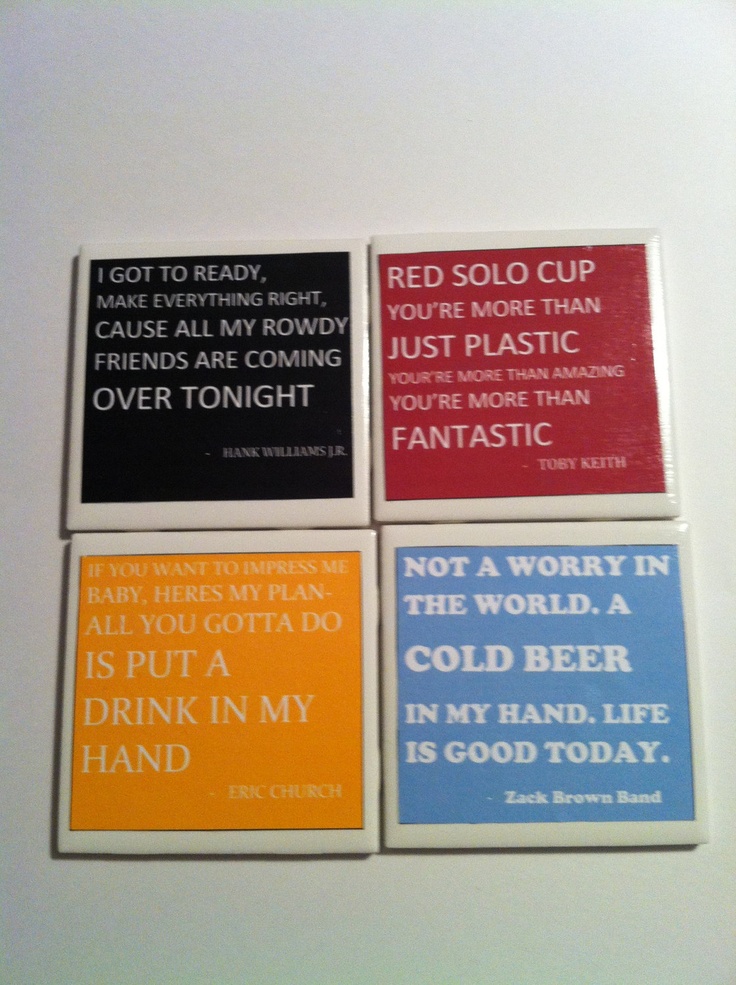 I GOT TO READY,
MAKE EVERYTHING RIGHT,
CAUSE ALL MY ROWDY
FRIENDS ARE COMING
OVER TONIGHT
- HANK WILLIAMS J.R.
RED SOLO CUP
YOU'RE MORE THAN
JUST PLASTIC
YOUR'RE MORE THAN AMAZING
YOU'RE MORE THAN
FANTASTIC
- TOBY KEITH
IF YOU WANT TO IMPRESS ME
BABY, HERES MY PLAN-
ALL YOU GOTTA DO
IS PUT A
DRINK IN MY
HAND
- ERIC CHURCH
NOT A WORRY IN
THE WORLD. A
COLD BEER
IN MY HAND. LIFE
IS GOOD TODAY.
- Zack Brown Band